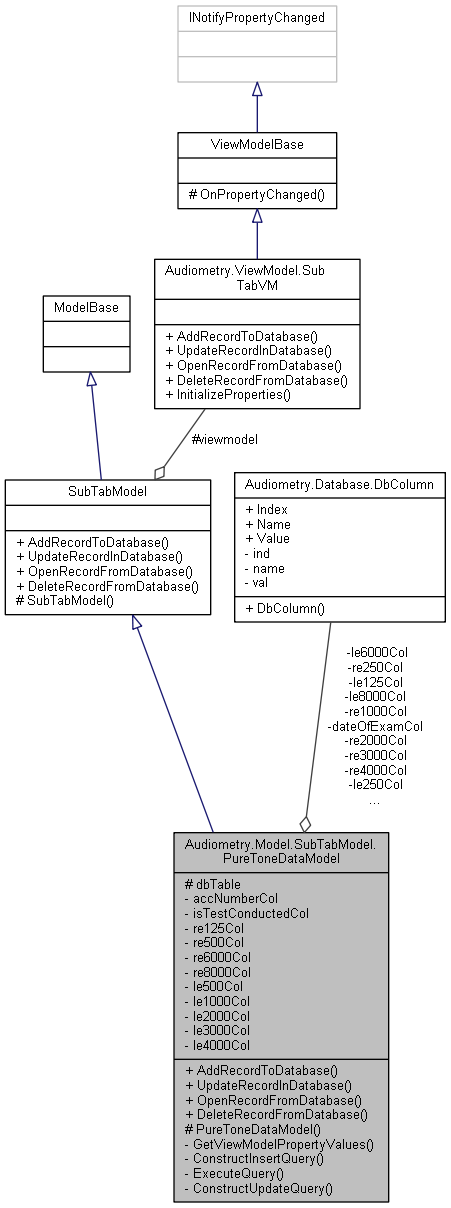 INotifyPropertyChanged
ViewModelBase
# OnPropertyChanged()
Audiometry.ViewModel.Sub
TabVM
+ AddRecordToDatabase()
+ UpdateRecordInDatabase()
+ OpenRecordFromDatabase()
+ DeleteRecordFromDatabase()
+ InitializeProperties()
ModelBase
#viewmodel
SubTabModel
+ AddRecordToDatabase()
+ UpdateRecordInDatabase()
+ OpenRecordFromDatabase()
+ DeleteRecordFromDatabase()
# SubTabModel()
Audiometry.Database.DbColumn
+ Index
+ Name
+ Value
- ind
- name
- val
+ DbColumn()
-le6000Col
-re250Col
-le125Col
-le8000Col
-re1000Col
-dateOfExamCol
-re2000Col
-re3000Col
-re4000Col
-le250Col
...
Audiometry.Model.SubTabModel.
PureToneDataModel
# dbTable
- accNumberCol
- isTestConductedCol
- re125Col
- re500Col
- re6000Col
- re8000Col
- le500Col
- le1000Col
- le2000Col
- le3000Col
- le4000Col
+ AddRecordToDatabase()
+ UpdateRecordInDatabase()
+ OpenRecordFromDatabase()
+ DeleteRecordFromDatabase()
# PureToneDataModel()
- GetViewModelPropertyValues()
- ConstructInsertQuery()
- ExecuteQuery()
- ConstructUpdateQuery()